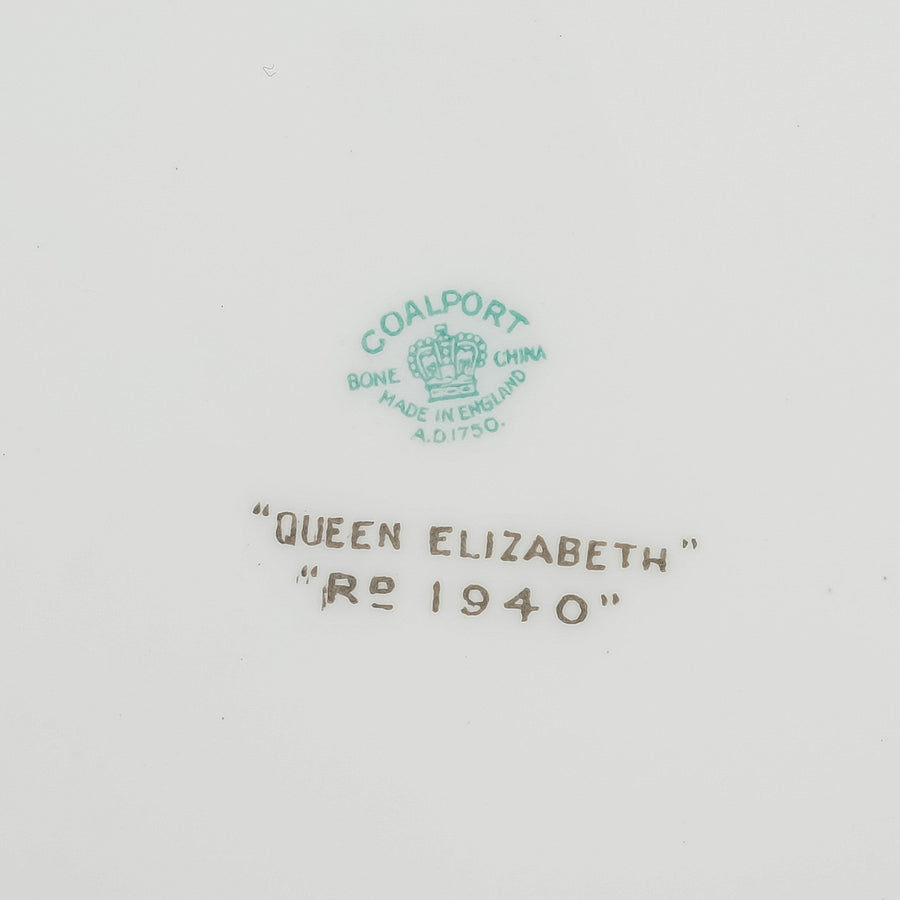 COALPORT
BONE CHINA
MADE IN ENGLAND
A.D.1750.
"QUEEN ELIZABETH"
"Rº 1940"